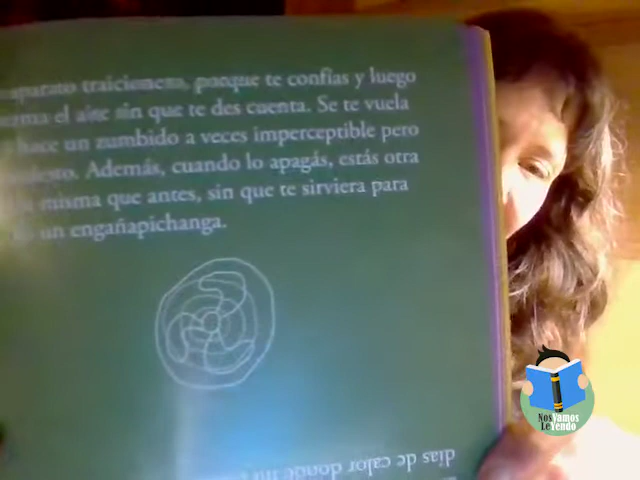 aparato traicionero, porque te confías y luego
el aire sin que te des cuenta. Se te vuela
hace un zumbido a veces imperceptible pero
Además, cuando lo apagás, estás otra
misma que antes, sin que te sirviera para
un engañapichanga.
días de calor donde
Nos Vamos
LeYendo